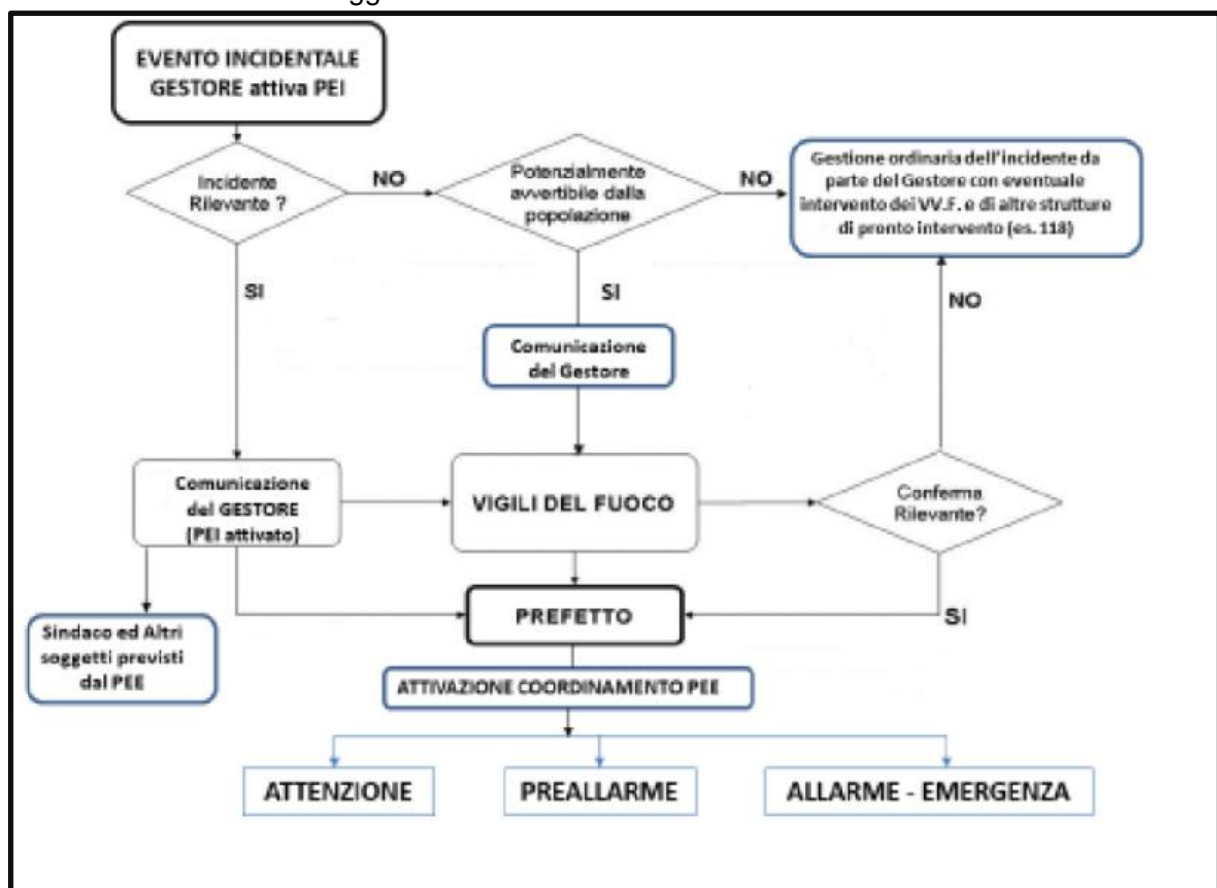 EVENTO INCIDENTALE
GESTORE attiva PEI
Incidente
Rilevante ?
NO
Potenzialmente
avvertibile dalla
popolazione
NO
Gestione ordinaria dell'incidente da
parte del Gestore con eventuale
intervento dei VV.F. e di altre strutture
di pronto intervento (es. 118)
SI
SI
NO
Comunicazione
del Gestore
Comunicazione
del GESTORE
(PEI attivato)
VIGILI DEL FUOCO
Conferma
Rilevante?
PREFETTO
SI
Sindaco ed Altri
soggetti previsti
dal PEE
ATTIVAZIONE COORDINAMENTO PEE
ATTENZIONE
PREALLARME
ALLARME - EMERGENZA